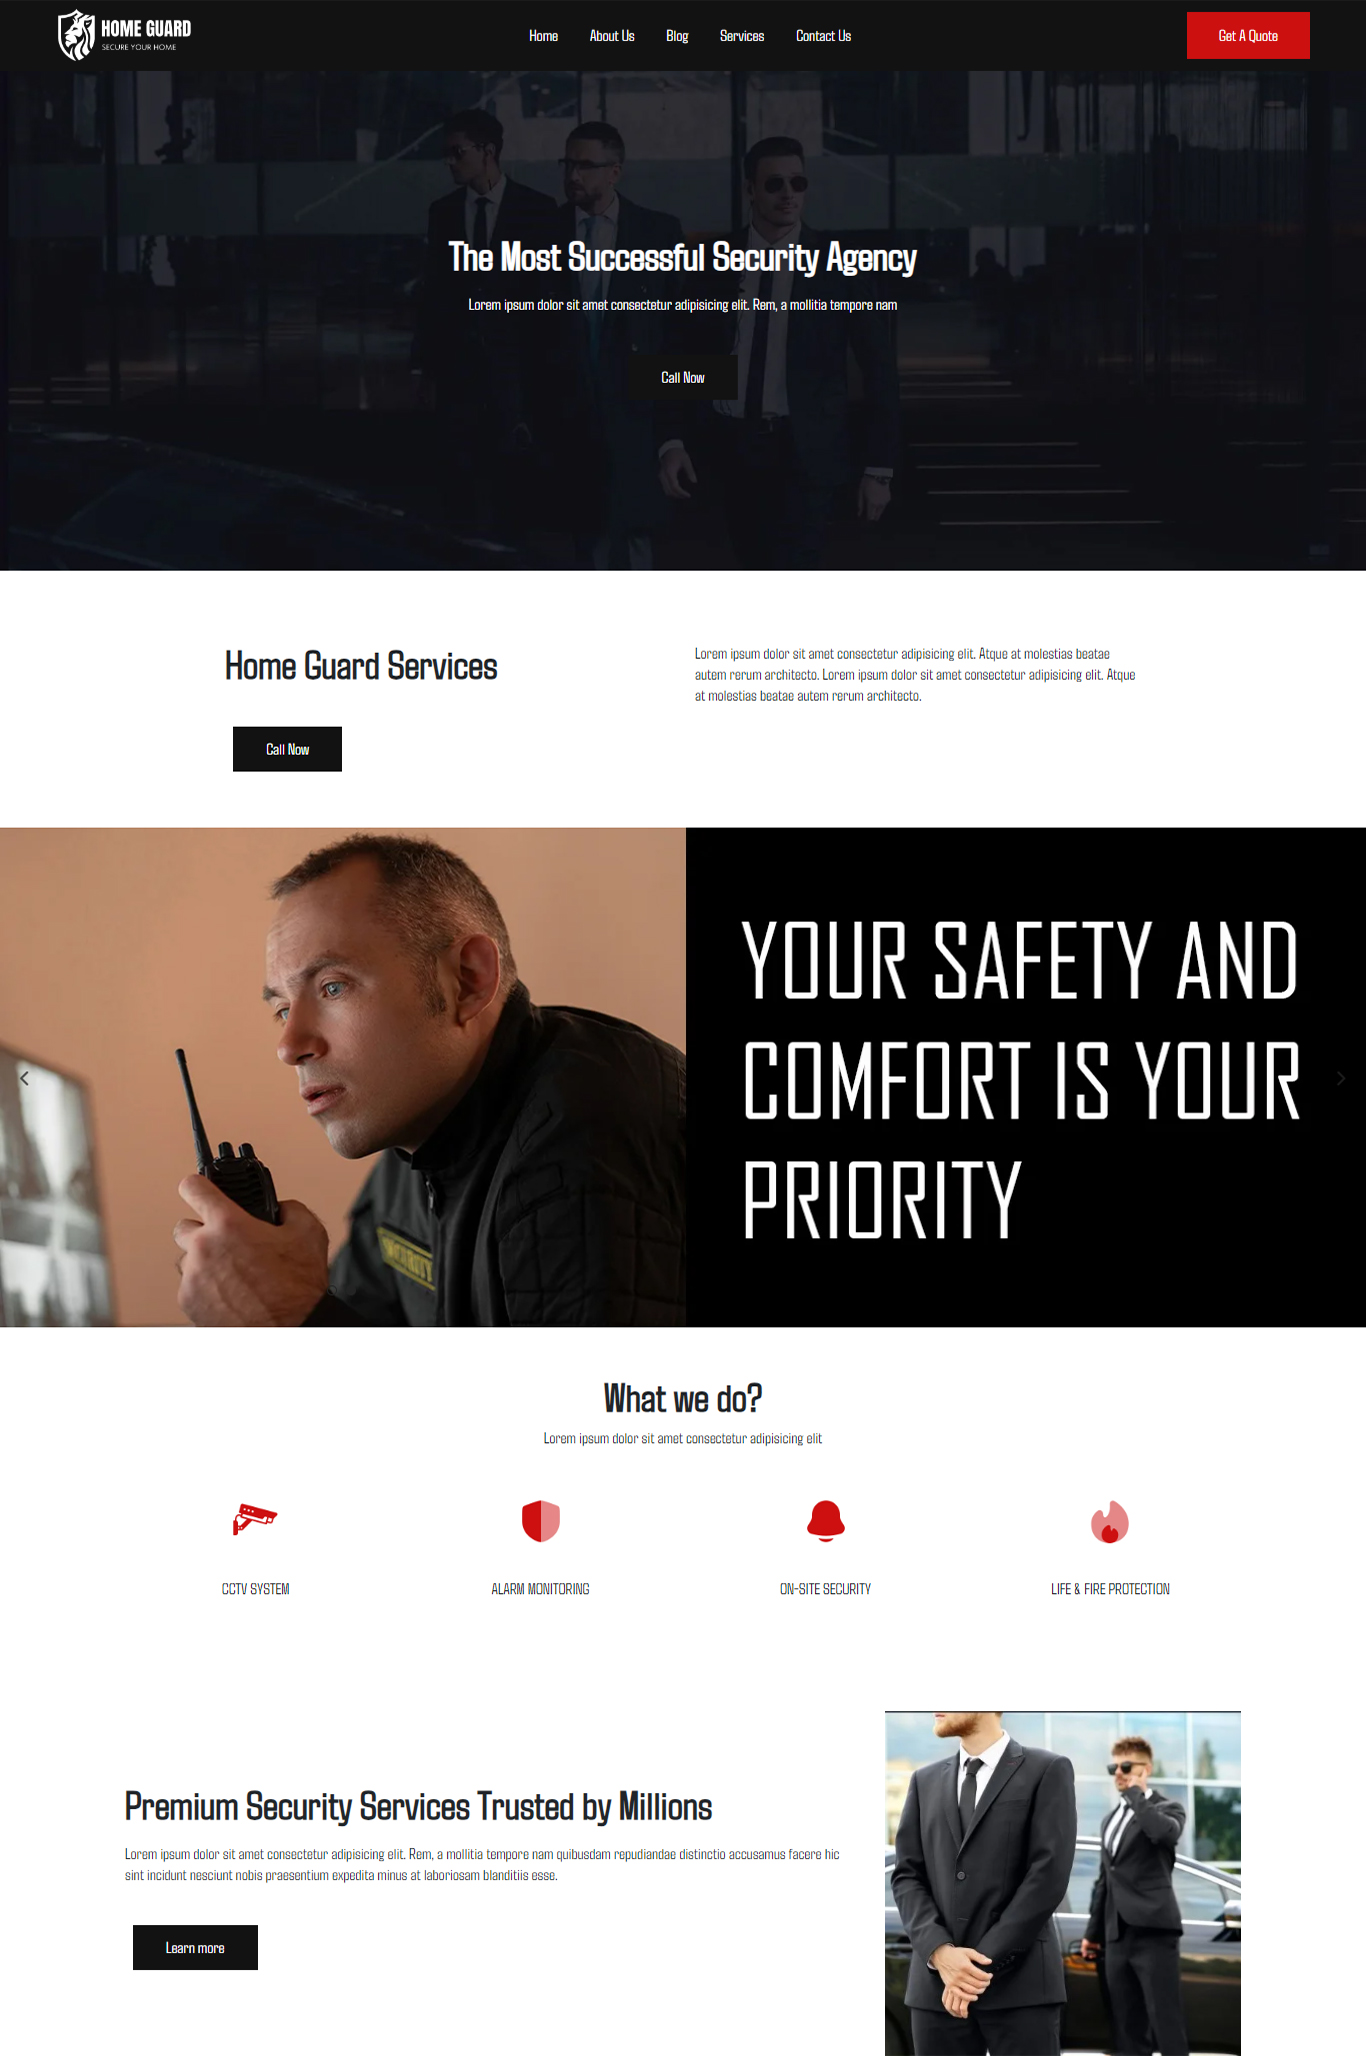 HOME GUARD
SECURE YOUR HOME
Home About Us Blog Services Contact Us
Get A Quote
The Most Successful Security Agency
Lorem ipsum dolor sit amet consectetur adipisicing elit. Rem, a mollitia tempore nam
Call Now
Home Guard Services
Call Now
Lorem ipsum dolor sit amet consectetur adipisicing elit. Atque at molestias beatae
autem rerum architecto. Lorem ipsum dolor sit amet consectetur adipisicing elit. Atque
at molestias beatae autem rerum architecto.
SECURITY
YOUR SAFETY AND
COMFORT IS YOUR
PRIORITY
What we do?
Lorem ipsum dolor sit amet consectetur adipisicing elit
CCTV SYSTEM
ALARM MONITORING
ON-SITE SECURITY
LIFE & FIRE PROTECTION
Premium Security Services Trusted by Millions
Lorem ipsum dolor sit amet consectetur adipisicing elit. Rem, a mollitia tempore nam quibusdam repudiandae distinctio accusamus facere hic
sint incidunt nesciunt nobis praesentium expedita minus at laboriosam blanditiis esse.
Learn more